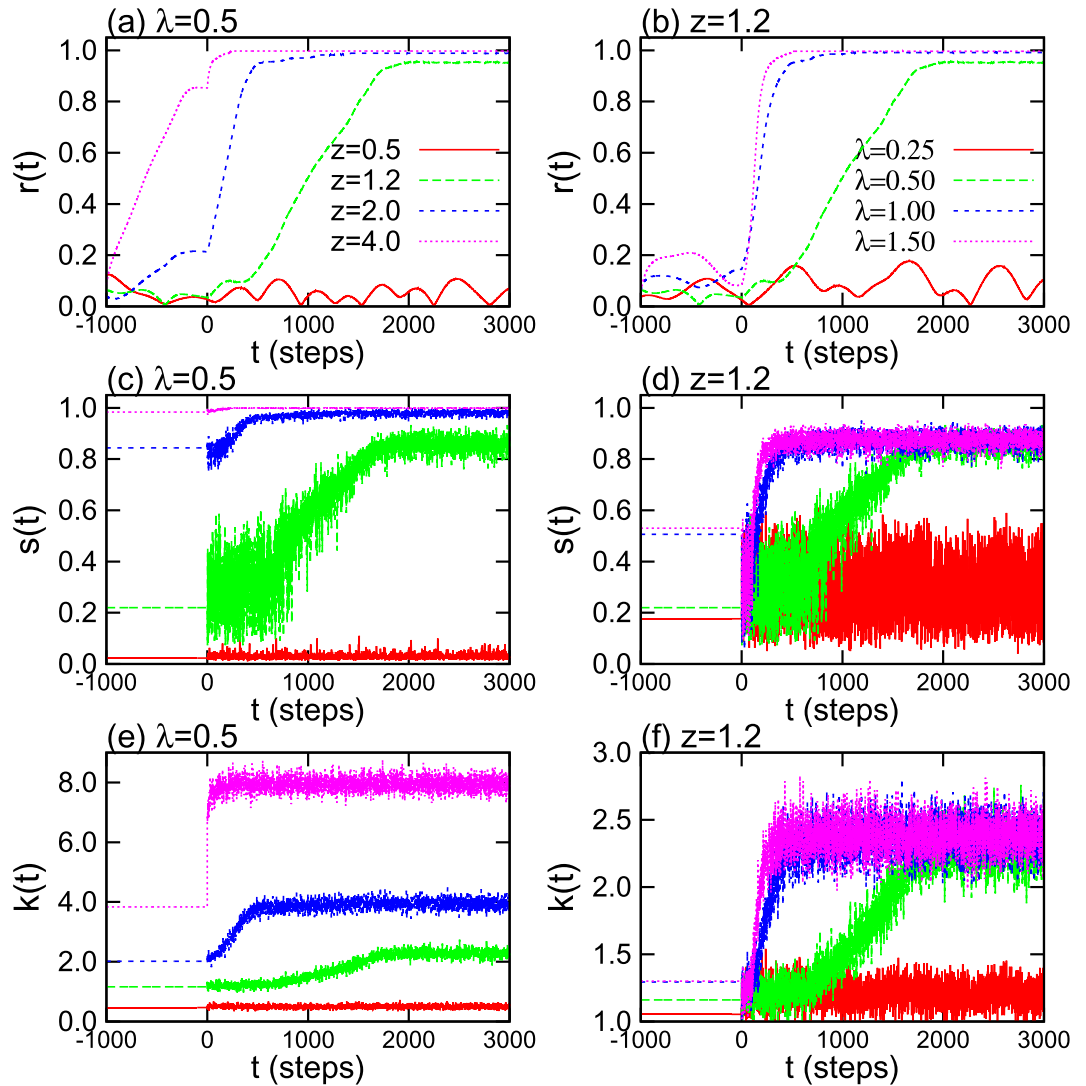 (a) λ=0.5
r(t)
1.0
0.8
0.6
0.4
0.2
0.0
z=0.5
z=1.2
z=2.0
z=4.0
-1000 0 1000 2000 3000
t (steps)
(b) z=1.2
r(t)
1.0
0.8
0.6
0.4
0.2
0.0
λ=0.25
λ=0.50
λ=1.00
λ=1.50
-1000 0 1000 2000 3000
t (steps)
(c) λ=0.5
s(t)
1.0
0.8
0.6
0.4
0.2
0.0
-1000 0 1000 2000 3000
t (steps)
(d) z=1.2
s(t)
1.0
0.8
0.6
0.4
0.2
0.0
-1000 0 1000 2000 3000
t (steps)
(e) λ=0.5
k(t)
8.0
6.0
4.0
2.0
0.0
-1000 0 1000 2000 3000
t (steps)
(f) z=1.2
k(t)
3.0
2.5
2.0
1.5
1.0
-1000 0 1000 2000 3000
t (steps)